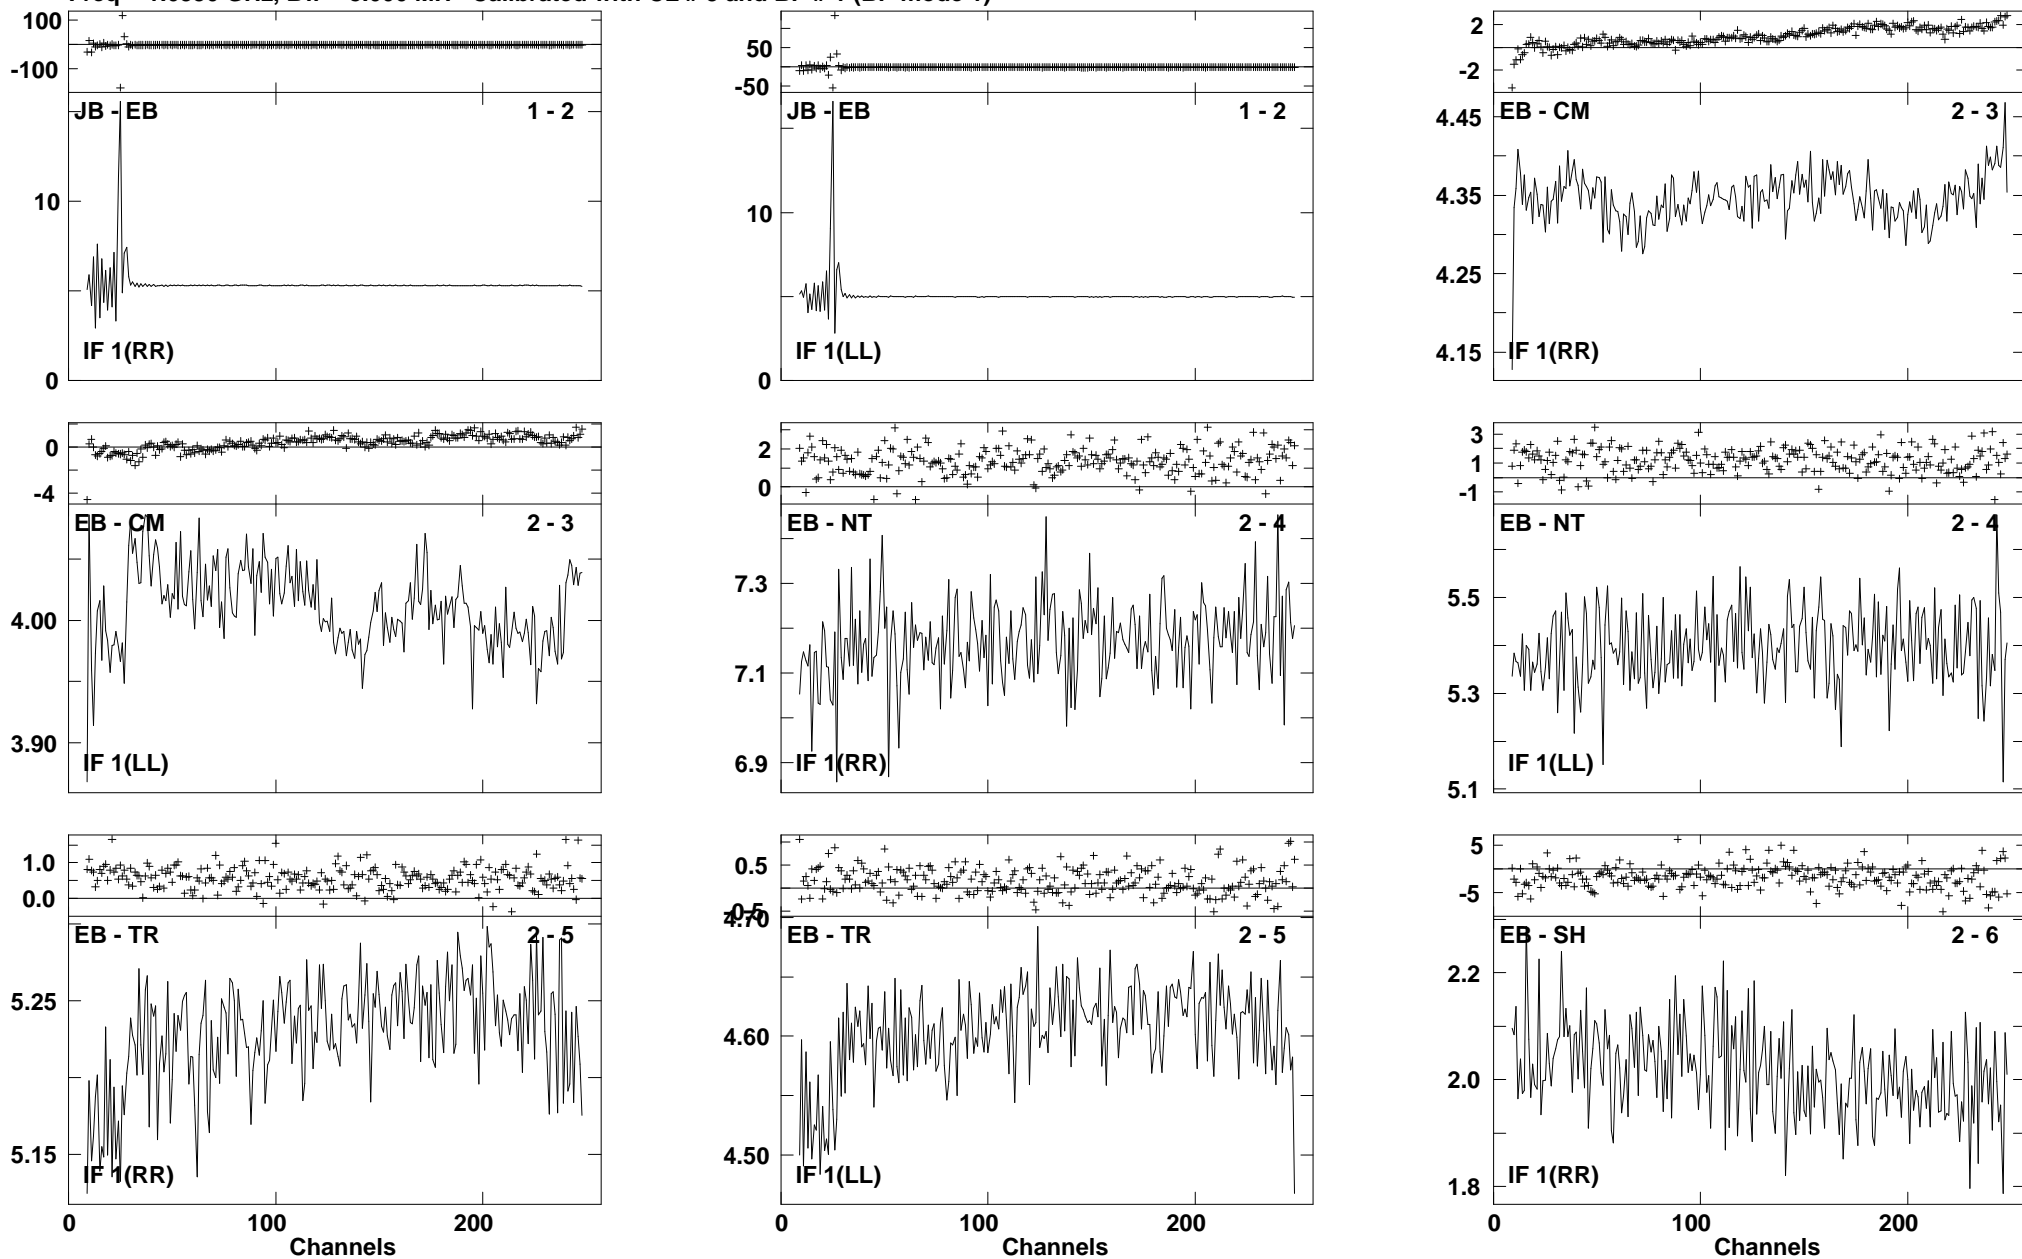 100
-100
JB - EB 1 - 2
10
0
IF 1(RR)
50
-50
JB - EB 1 - 2
10
0
IF 1(LL)
2
-2
EB - CM 2 - 3
4.45
4.35
4.25
4.15
IF 1(RR)
0
-4
EB - CM 2 - 3
4.00
3.90
IF 1(LL)
2
0
EB - NT 2 - 4
7.3
7.1
6.9
IF 1(RR)
3
1
-1
EB - NT 2 - 4
5.5
5.3
5.1
IF 1(LL)
1.0
0.0
EB - TR 2 - 5
5.25
5.15
IF 1(RR)
0 100 200
Channels
0.5
0.5
4.70
EB - TR 2 - 5
4.60
4.50
IF 1(LL)
0 100 200
Channels
5
-5
EB - SH 2 - 6
2.2
2.0
1.8
IF 1(RR)
0 100 200
Channels